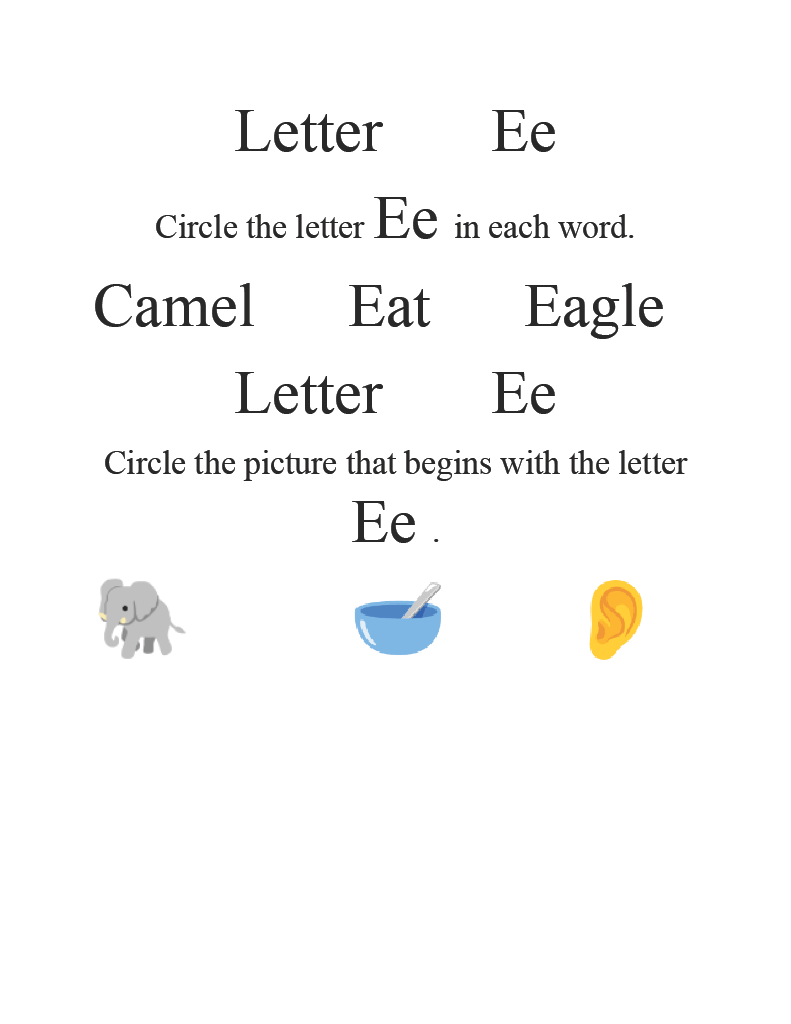 Letter Ee
Circle the letter Ee in each word.
Camel Eat Eagle
Letter Ee
Circle the picture that begins with the letter
Ee .